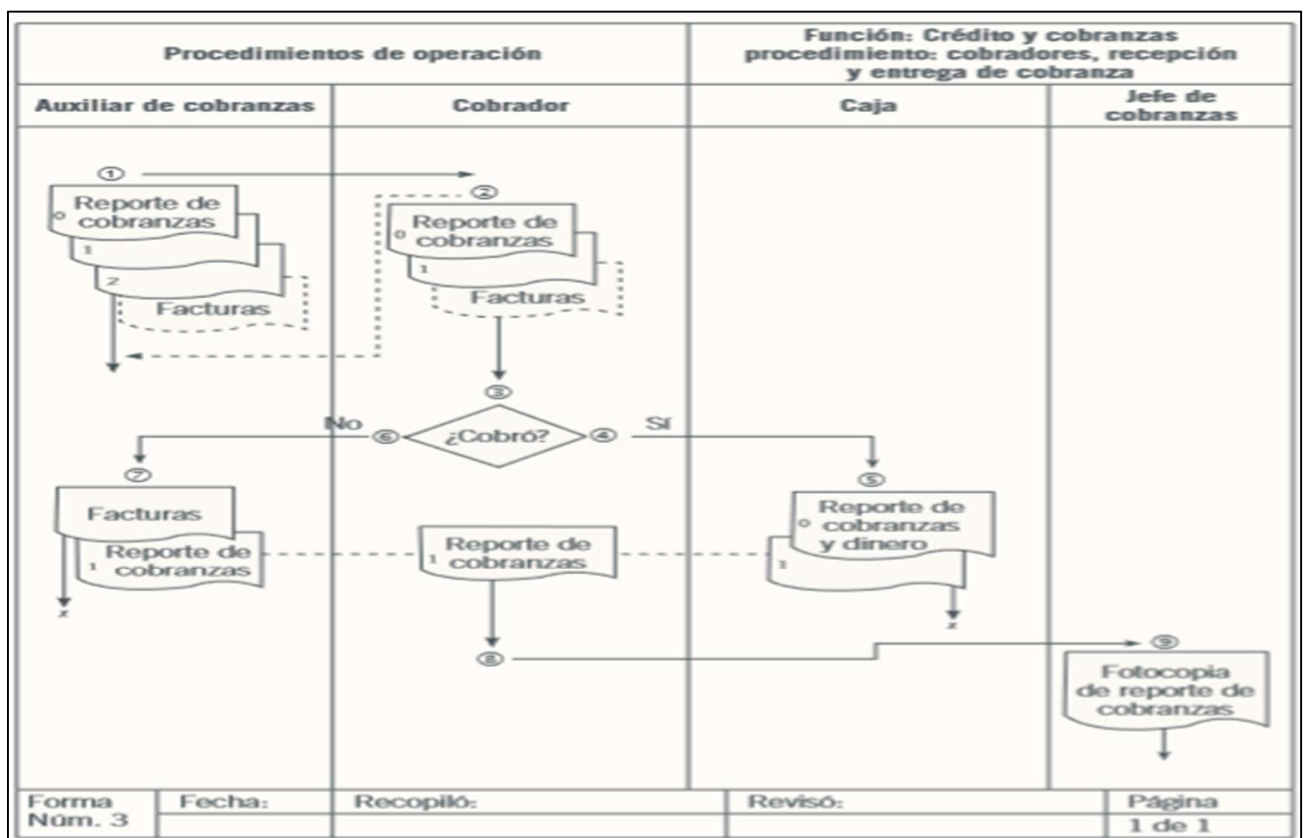 Procedimientos de operación
Función: Crédito y cobranzas
procedimiento: cobradores, recepción
y entrega de cobranza
Auxiliar de cobranzas
Cobrador
Caja
Jefe de
cobranzas
1
Reporte de
0 cobranzas
1
2
Facturas
2
Reporte de
0 cobranzas
1
Facturas
3
¿Cobró?
No
6
4
Sí
7
Facturas
Reporte de
1 cobranzas
Reporte de
1 cobranzas
5
Reporte de
0 cobranzas
y dinero
1
x
z
8
9
Fotocopia
de reporte de
cobranzas
Forma
Núm. 3
Fecha:
Recopiló:
Revisó:
Página
1 de 1